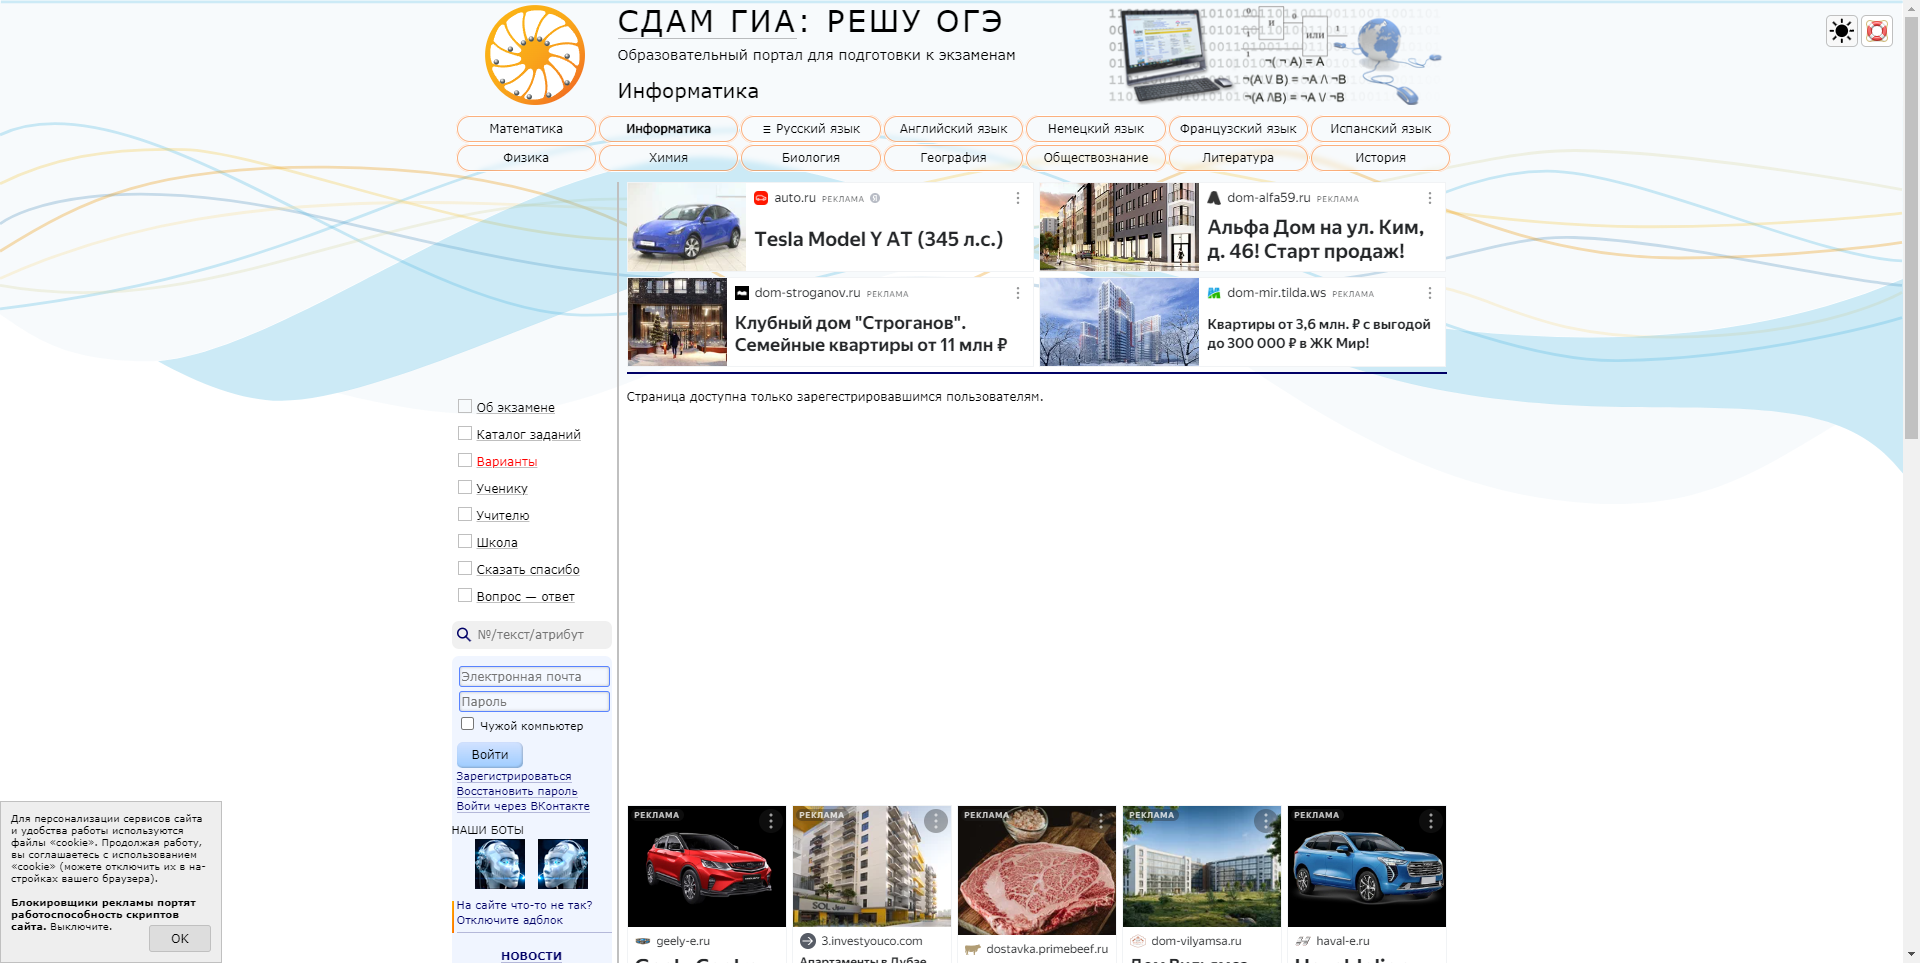 СДАМ ГИА: РЕШУ ОГЭ
Образовательный портал для подготовки к экзаменам
Информатика
И
ИЛИ
¬(¬ A) = A
¬(A \/ B) = ¬A /\ ¬B
¬(A /\B) = ¬A \/ ¬B
Математика
Информатика
☰ Русский язык
Английский язык
Немецкий язык
Французский язык
Испанский язык
Физика
Химия
Биология
География
Обществознание
Литература
История
auto.ru РЕКЛАМА
Tesla Model Y AT (345 л.с.)
dom-alfa59.ru РЕКЛАМА
Альфа Дом на ул. Ким,
д. 46! Старт продаж!
dom-stroganov.ru РЕКЛАМА
Клубный дом "Строганов".
Семейные квартиры от 11 млн ₽
dom-mir.tilda.ws РЕКЛАМА
Квартиры от 3,6 млн. ₽ с выгодой
до 300 000 ₽ в ЖК Мир!
Страница доступна только зарегестрировавшимся пользователям.
Об экзамене
Каталог заданий
Варианты
Ученику
Учителю
Школа
Сказать спасибо
Вопрос — ответ
№/текст/атрибут
Электронная почта
Пароль
Чужой компьютер
Войти
Зарегистрироваться
Восстановить пароль
Войти через ВКонтакте
НАШИ БОТЫ
На сайте что-то не так?
Отключите адблок
НОВОСТИ
Для персонализации сервисов сайта
и удобства работы используются
файлы «cookie». Продолжая работу,
вы соглашаетесь с использованием
«cookie» (можете отключить их в на-
стройках вашего браузера).
Блокировщики рекламы портят
работоспособность скриптов
сайта. Выключите.
OK
РЕКЛАМА
geely-e.ru
РЕКЛАМА
SOL
3.investyouco.com
Апартаменты в Дубае
РЕКЛАМА
dostavka.primebeef.ru
РЕКЛАМА
dom-vilyamsa.ru
РЕКЛАМА
haval-e.ru